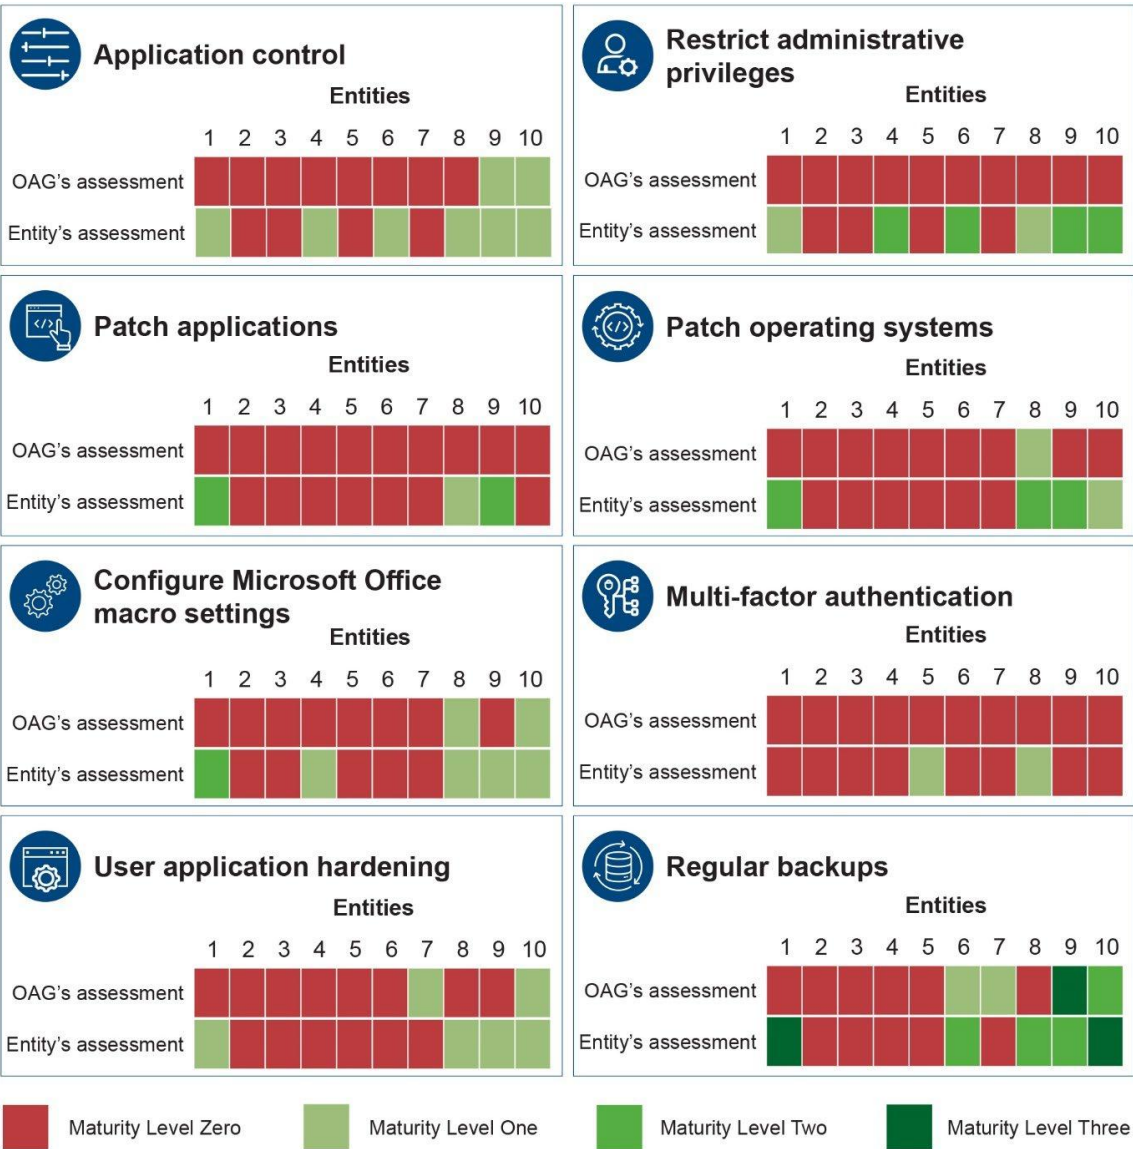 Application control
Entities
1 2 3 4 5 6 7 8 9 10
OAG's assessment
Entity's assessment
Restrict administrative
privileges
Entities
1 2 3 4 5 6 7 8 9 10
OAG's assessment
Entity's assessment
Patch applications
Entities
1 2 3 4 5 6 7 8 9 10
OAG's assessment
Entity's assessment
Patch operating systems
Entities
1 2 3 4 5 6 7 8 9 10
OAG's assessment
Entity's assessment
Configure Microsoft Office
macro settings
Entities
1 2 3 4 5 6 7 8 9 10
OAG's assessment
Entity's assessment
Multi-factor authentication
Entities
1 2 3 4 5 6 7 8 9 10
OAG's assessment
Entity's assessment
User application hardening
Entities
1 2 3 4 5 6 7 8 9 10
OAG's assessment
Entity's assessment
Regular backups
Entities
1 2 3 4 5 6 7 8 9 10
OAG's assessment
Entity's assessment
Maturity Level Zero
Maturity Level One
Maturity Level Two
Maturity Level Three